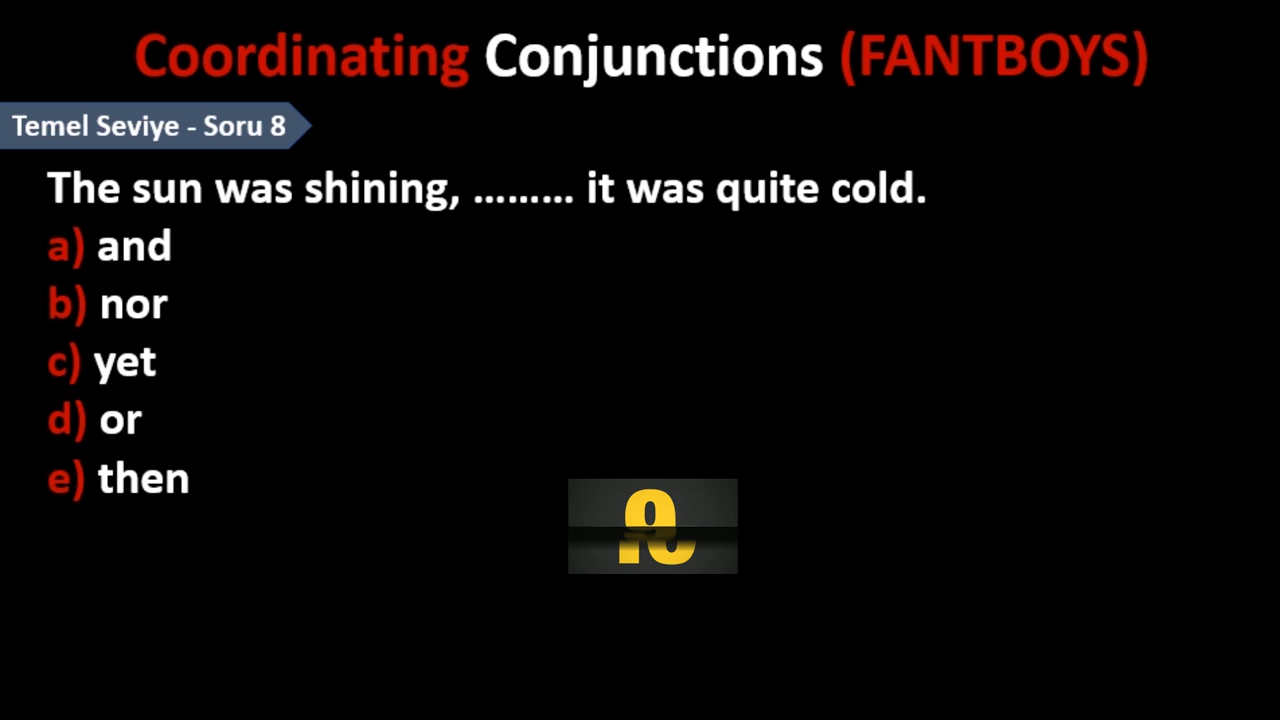 Coordinating Conjunctions (FANTBOYS)
Temel Seviye - Soru 8
The sun was shining, ......... it was quite cold.
a) and
b) nor
c) yet
d) or
e) then